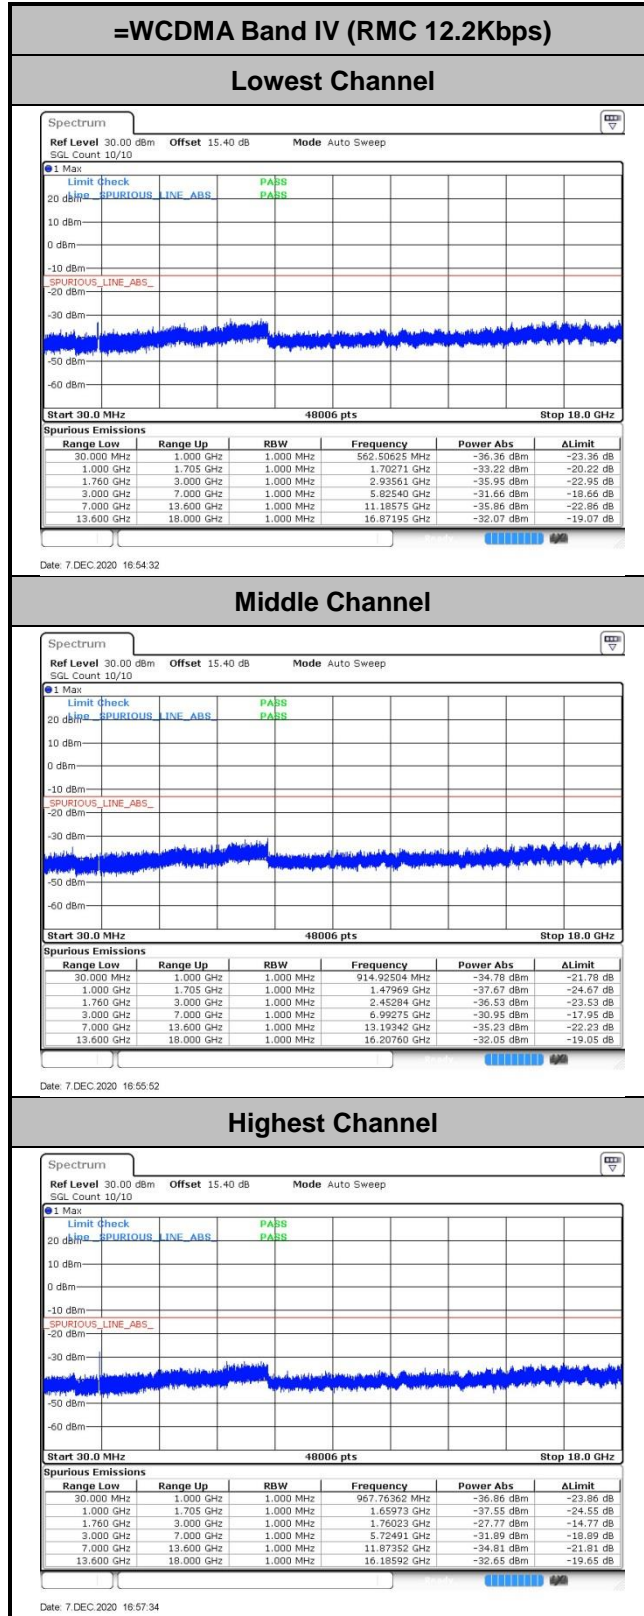 =WCDMA Band IV (RMC 12.2Kbps)
Lowest Channel
Spectrum
Ref Level 30.00 dBm Offset 15.40 dB Mode Auto Sweep
SGL Count 10/10
1 Max
Limit Check PASS
20 dBm Line _SPURIOUS_LINE_ABS_ PASS
10 dBm
0 dBm
-10 dBm
_SPURIOUS_LINE_ABS_
-20 dBm
-30 dBm
-50 dBm
-60 dBm
Start 30.0 MHz 48006 pts Stop 18.0 GHz
Spurious Emissions
Range Low Range Up RBW Frequency Power Abs ΔLimit
30.000 MHz 1.000 GHz 1.000 MHz 562.50625 MHz -36.36 dBm -23.36 dB
1.000 GHz 1.705 GHz 1.000 MHz 1.70271 GHz -33.22 dBm -20.22 dB
1.760 GHz 3.000 GHz 1.000 MHz 2.93561 GHz -35.95 dBm -22.95 dB
3.000 GHz 7.000 GHz 1.000 MHz 5.82540 GHz -31.66 dBm -18.66 dB
7.000 GHz 13.600 GHz 1.000 MHz 11.18575 GHz -35.86 dBm -22.86 dB
13.600 GHz 18.000 GHz 1.000 MHz 16.87195 GHz -32.07 dBm -19.07 dB
Ready
Date: 7.DEC.2020 16:54:32
Middle Channel
Spectrum
Ref Level 30.00 dBm Offset 15.40 dB Mode Auto Sweep
SGL Count 10/10
1 Max
Limit Check PASS
20 dBm Line _SPURIOUS_LINE_ABS_ PASS
10 dBm
0 dBm
-10 dBm
_SPURIOUS_LINE_ABS_
-20 dBm
-30 dBm
-50 dBm
-60 dBm
Start 30.0 MHz 48006 pts Stop 18.0 GHz
Spurious Emissions
Range Low Range Up RBW Frequency Power Abs ΔLimit
30.000 MHz 1.000 GHz 1.000 MHz 914.92504 MHz -34.78 dBm -21.78 dB
1.000 GHz 1.705 GHz 1.000 MHz 1.47969 GHz -37.67 dBm -24.67 dB
1.760 GHz 3.000 GHz 1.000 MHz 2.45284 GHz -36.53 dBm -23.53 dB
3.000 GHz 7.000 GHz 1.000 MHz 6.99275 GHz -30.95 dBm -17.95 dB
7.000 GHz 13.600 GHz 1.000 MHz 13.19342 GHz -35.23 dBm -22.23 dB
13.600 GHz 18.000 GHz 1.000 MHz 16.20760 GHz -32.05 dBm -19.05 dB
Ready
Date: 7.DEC.2020 16:55:52
Highest Channel
Spectrum
Ref Level 30.00 dBm Offset 15.40 dB Mode Auto Sweep
SGL Count 10/10
1 Max
Limit Check PASS
20 dBm Line _SPURIOUS_LINE_ABS_ PASS
10 dBm
0 dBm
-10 dBm
_SPURIOUS_LINE_ABS_
-20 dBm
-30 dBm
-50 dBm
-60 dBm
Start 30.0 MHz 48006 pts Stop 18.0 GHz
Spurious Emissions
Range Low Range Up RBW Frequency Power Abs ΔLimit
30.000 MHz 1.000 GHz 1.000 MHz 967.76362 MHz -36.86 dBm -23.86 dB
1.000 GHz 1.705 GHz 1.000 MHz 1.65973 GHz -37.55 dBm -24.55 dB
1.760 GHz 3.000 GHz 1.000 MHz 1.76023 GHz -27.77 dBm -14.77 dB
3.000 GHz 7.000 GHz 1.000 MHz 5.72491 GHz -31.89 dBm -18.89 dB
7.000 GHz 13.600 GHz 1.000 MHz 11.87352 GHz -34.81 dBm -21.81 dB
13.600 GHz 18.000 GHz 1.000 MHz 16.18592 GHz -32.65 dBm -19.65 dB
Ready
Date: 7.DEC.2020 16:57:34